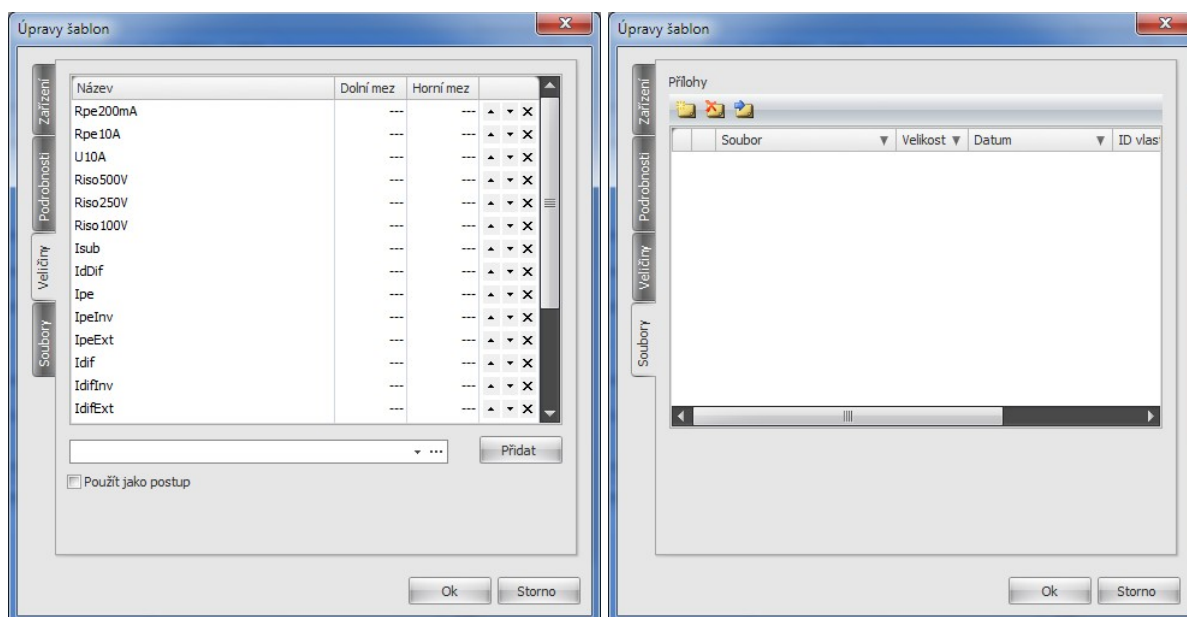 Úpravy šablon
Zařízení
Podrobnosti
Veličiny
Soubory
Název Dolní mez Horní mez
Rpe200mA --- ---
Rpe10A --- ---
U10A --- ---
Riso500V --- ---
Riso250V --- ---
Riso100V --- ---
Isub --- ---
IdDif --- ---
Ipe --- ---
IpeInv --- ---
IpeExt --- ---
Idif --- ---
IdifInv --- ---
IdifExt --- ---
Přidat
Použít jako postup
Ok Storno
Úpravy šablon
Zařízení
Podrobnosti
Veličiny
Soubory
Přílohy
Soubor Velikost Datum ID vlas
Ok Storno